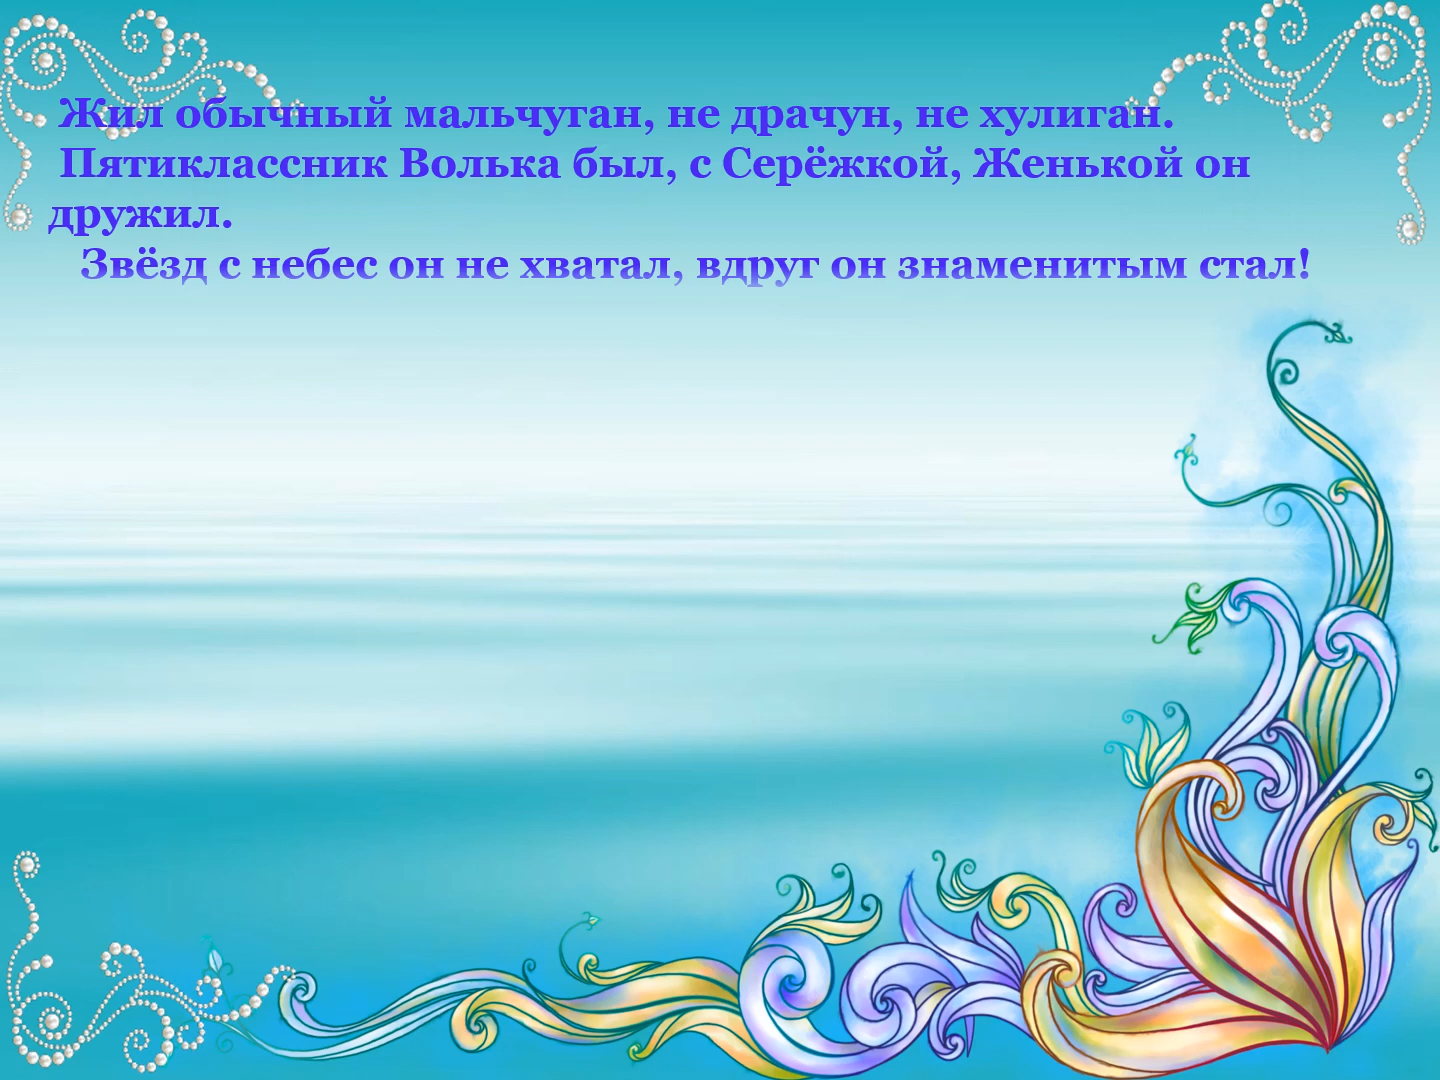 Жил обычный мальчуган, не драчун, не хулиган.
Пятиклассник Волька был, с Серёжкой, Женькой он
дружил.
Звёзд с небес он не хватал, вдруг он знаменитым стал!